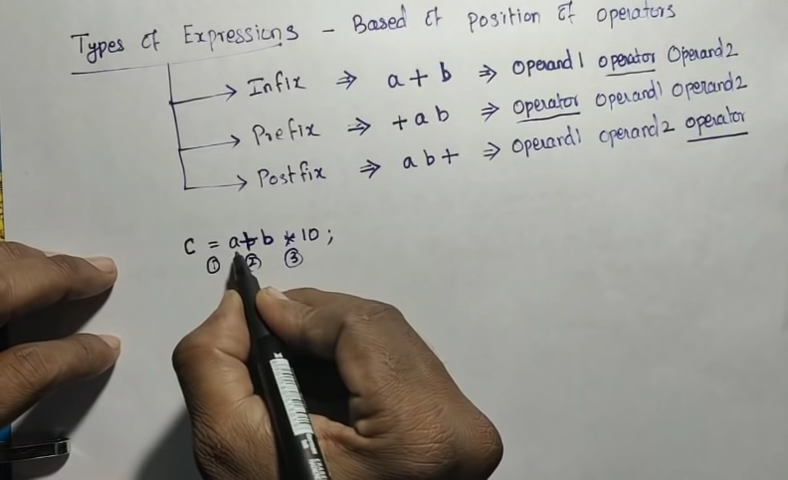 Types of Expressions - Based of Position of Operators
Infix ⇒ a + b ⇒ Operand1 operator Operand2
Prefix ⇒ + a b ⇒ Operator Operand1 Operand2
Postfix ⇒ a b + ⇒ Operand1 Operand2 operator
C = a + b * 10 ;
① ② ③